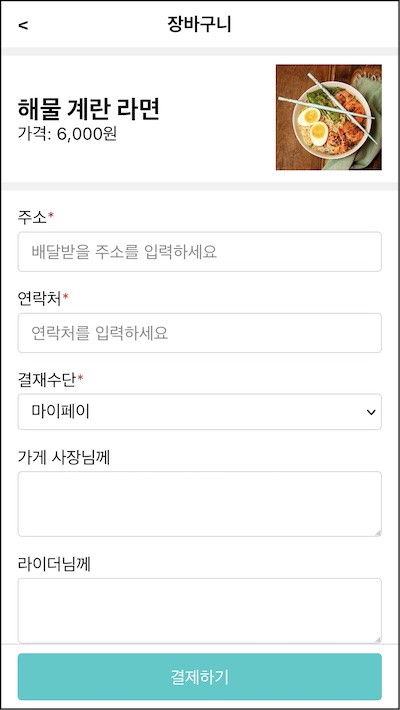 <
장바구니
해물 계란 라면
가격: 6,000원
주소*
배달받을 주소를 입력하세요
연락처*
연락처를 입력하세요
결재수단*
마이페이
가게 사장님께
라이더님께
결제하기